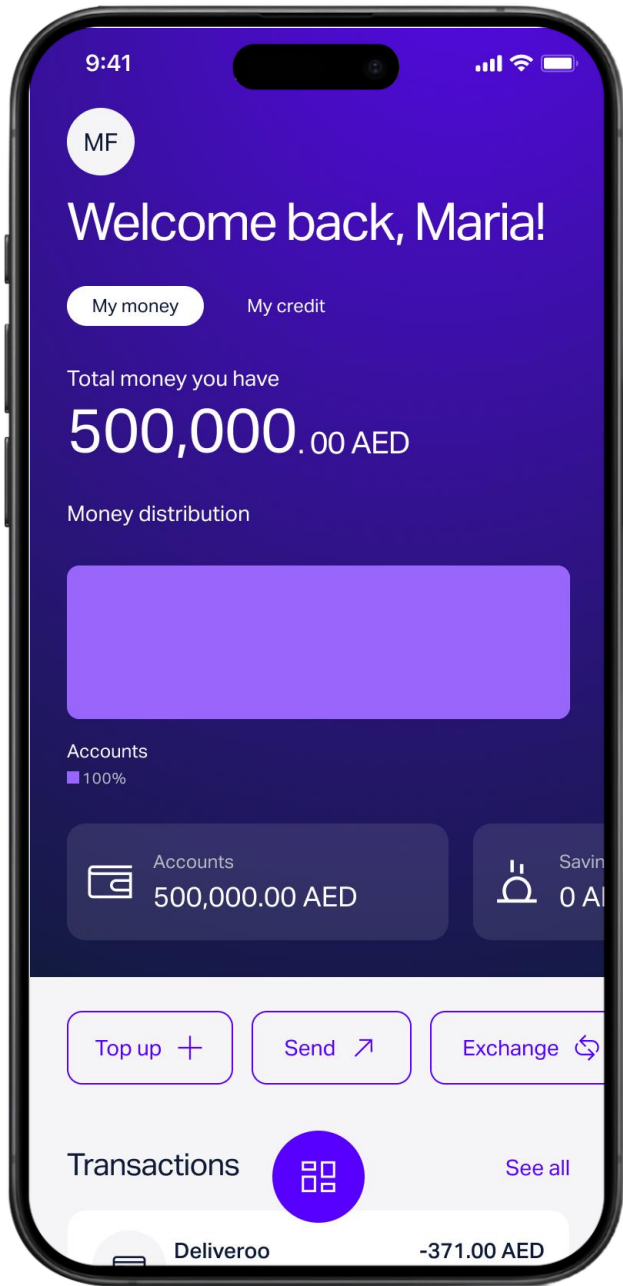 9:41
MF
Welcome back, Maria!
My money
My credit
Total money you have
500,000.00 AED
Money distribution
Accounts
100%
Accounts
500,000.00 AED
Savin
0 A
Top up
Send
Exchange
Transactions
See all
Deliveroo
-371.00 AED